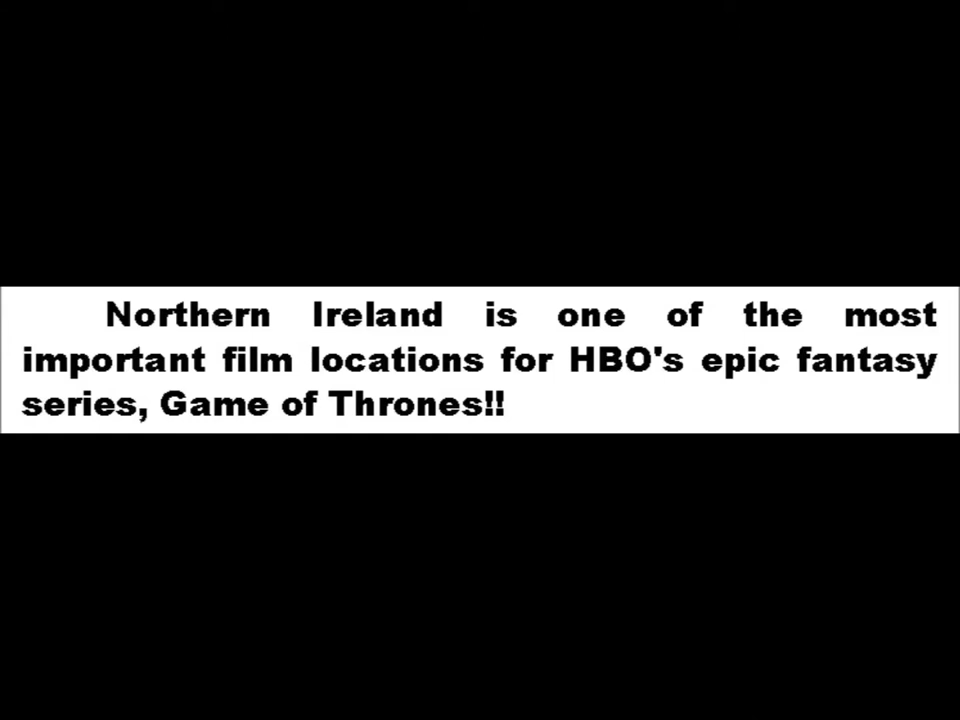 Northern Ireland is one of the most
important film locations for HBO's epic fantasy
series, Game of Thrones!!